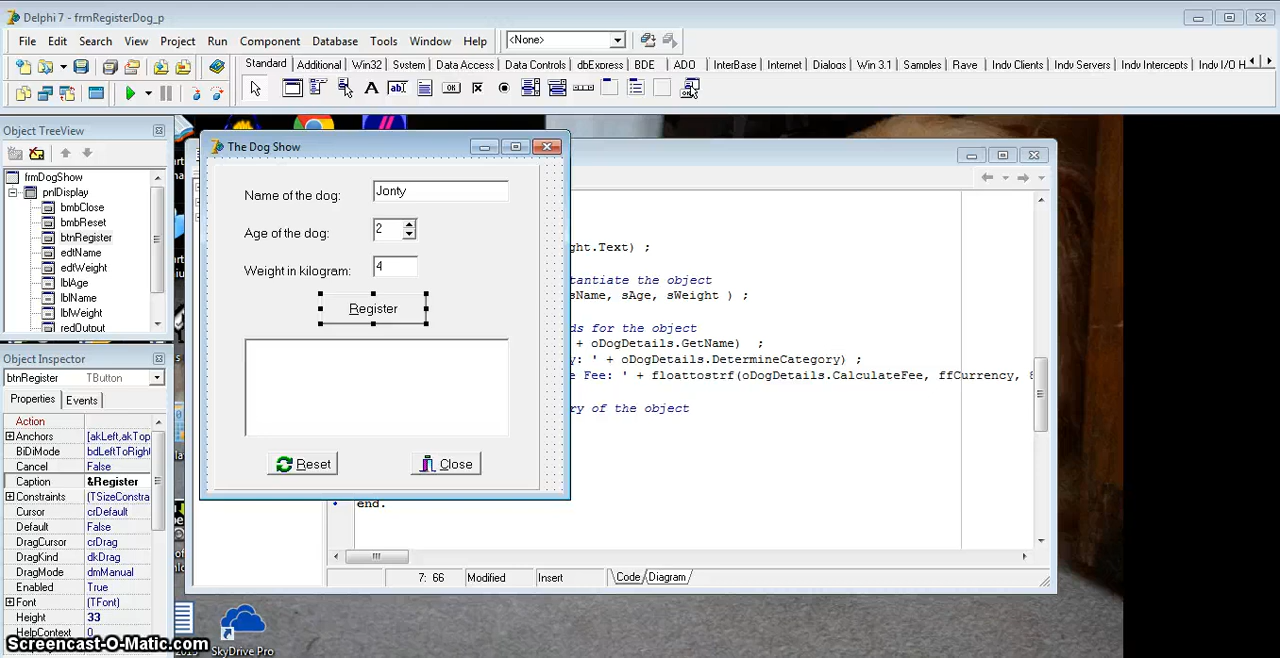 Delphi 7 - frmRegisterDog_p
File Edit Search View Project Run Component Database Tools Window Help <None>
Standard Additional Win32 System Data Access Data Controls dbExpress BDE ADO InterBase Internet Dialogs Win 3.1 Samples Rave Indy Clients Indy Servers Indy Intercepts Indy I/O H
Object TreeView
frmDogShow
pnlDisplay
bmbClose
bmbReset
btnRegister
edtName
edtWeight
lblAge
lblName
lblWeight
redOutput
Object Inspector
btnRegister TButton
Properties Events
Action
Anchors [akLeft,akTop
BiDiMode bdLeftToRigh
Cancel False
Caption &Register
Constraints (TSizeConstra
Cursor crDefault
Default False
DragCursor crDrag
DragKind dkDrag
DragMode dmManual
Enabled True
Font (TFont)
Height 33
HelpContext 0
The Dog Show
Name of the dog: Jonty
Age of the dog: 2
Weight in kilogram: 4
Register
Reset Close
ght.Text) ;
stantiate the object
sName, sAge, sWeight ) ;
ds for the object
+ oDogDetails.GetName) ;
y: ' + oDogDetails.DetermineCategory) ;
e Fee: ' + floattostrf(oDogDetails.CalculateFee, ffCurrency, 8
ry of the object
end.
7: 66 Modified Insert Code Diagram
SkyDrive Pro
Screencast-O-Matic.com